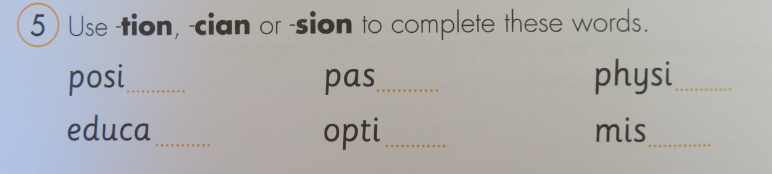 5 Use -tion, -cian or -sion to complete these words.
posi........ pas........ physi........
educa........ opti........ mis........